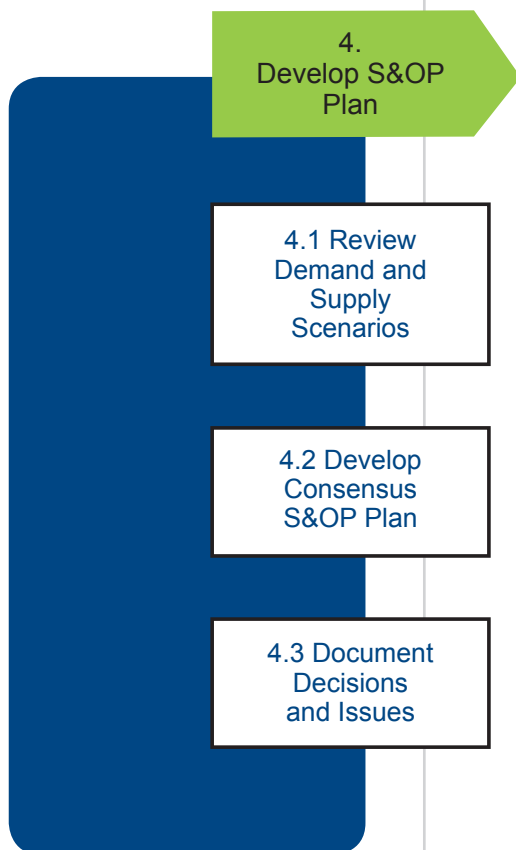 4.
Develop S&OP
Plan
4.1 Review
Demand and
Supply
Scenarios
4.2 Develop
Consensus
S&OP Plan
4.3 Document
Decisions
and Issues